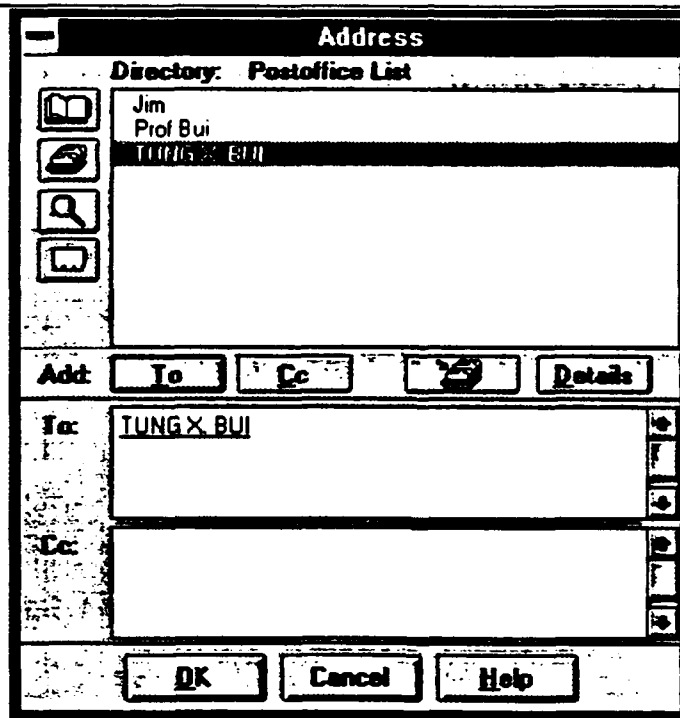 Address
Directory: Postoffice List
Jim
Prof Bui
TUNG X. BUI
Add: To Cc Details
To: TUNG X. BUI
Cc:
OK Cancel Help